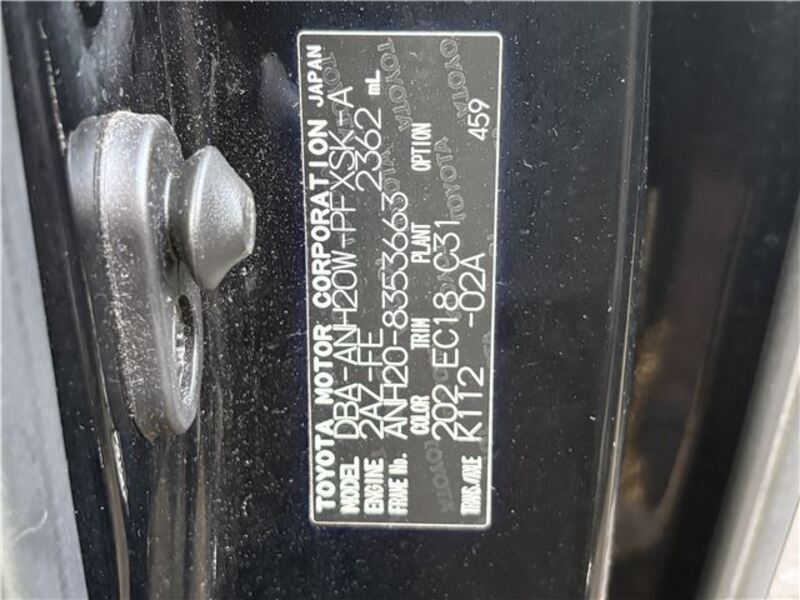 TOYOTA MOTOR CORPORATION JAPAN
MODEL DBA-ANH20W-PFXSK-A
ENGINE 2AZ-FE 2362 mL
FRAME No. ANH20-8353663
COLOR TRIM PLANT OPTION
202 EC18 C31 459
TRANS./AXLE K112 -02A